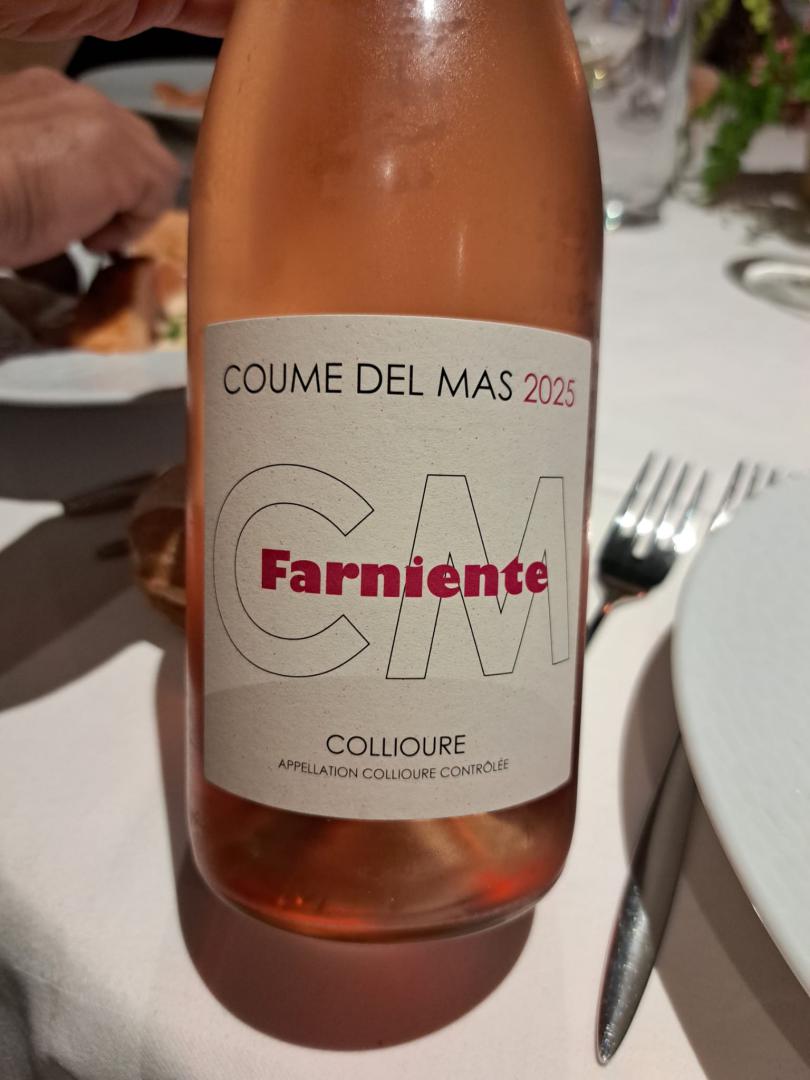 COUME DEL MAS 2025
CM
Farniente
COLLIOURE
APPELLATION COLLIOURE CONTRÔLÉE